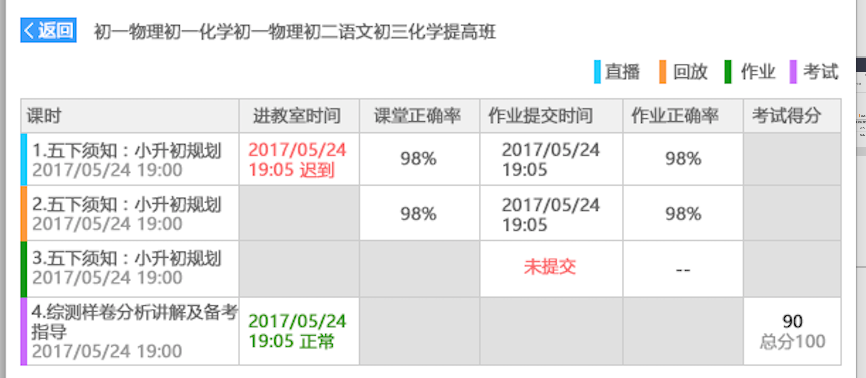 返回 初一物理初一化学初一物理初二语文初三化学提高班
直播 回放 作业 考试
课时 进教室时间 课堂正确率 作业提交时间 作业正确率 考试得分
1.五下须知：小升初规划
2017/05/24 19:00
2017/05/24
19:05 迟到
98%
2017/05/24
19:05
98%
2.五下须知：小升初规划
2017/05/24 19:00
98%
2017/05/24
19:05
98%
3.五下须知：小升初规划
2017/05/24 19:00
未提交
--
4.综测样卷分析讲解及备考
指导
2017/05/24 19:00
2017/05/24
19:05 正常
90
总分100